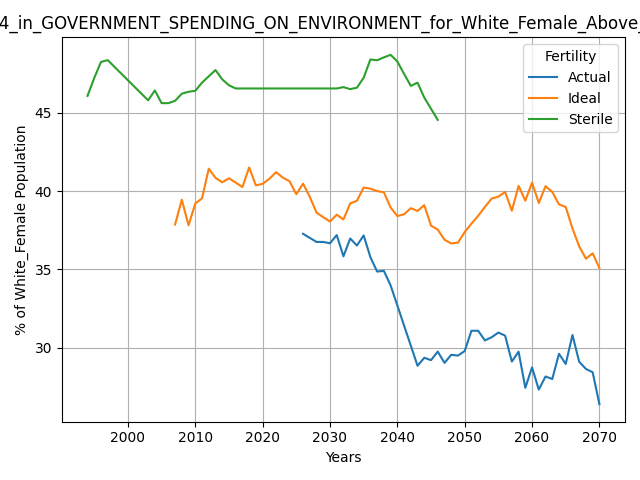 4_in_GOVERNMENT_SPENDING_ON_ENVIRONMENT_for_White_Female_Above_
Fertility
Actual
Ideal
Sterile
% of White_Female Population
45
40
35
30
2000 2010 2020 2030 2040 2050 2060 2070
Years